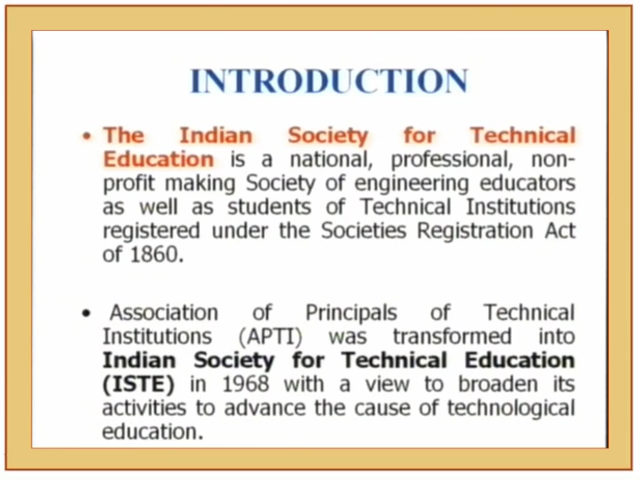 INTRODUCTION
• The Indian Society for Technical
Education is a national, professional, non-
profit making Society of engineering educators
as well as students of Technical Institutions
registered under the Societies Registration Act
of 1860.
• Association of Principals of Technical
Institutions (APTI) was transformed into
Indian Society for Technical Education
(ISTE) in 1968 with a view to broaden its
activities to advance the cause of technological
education.